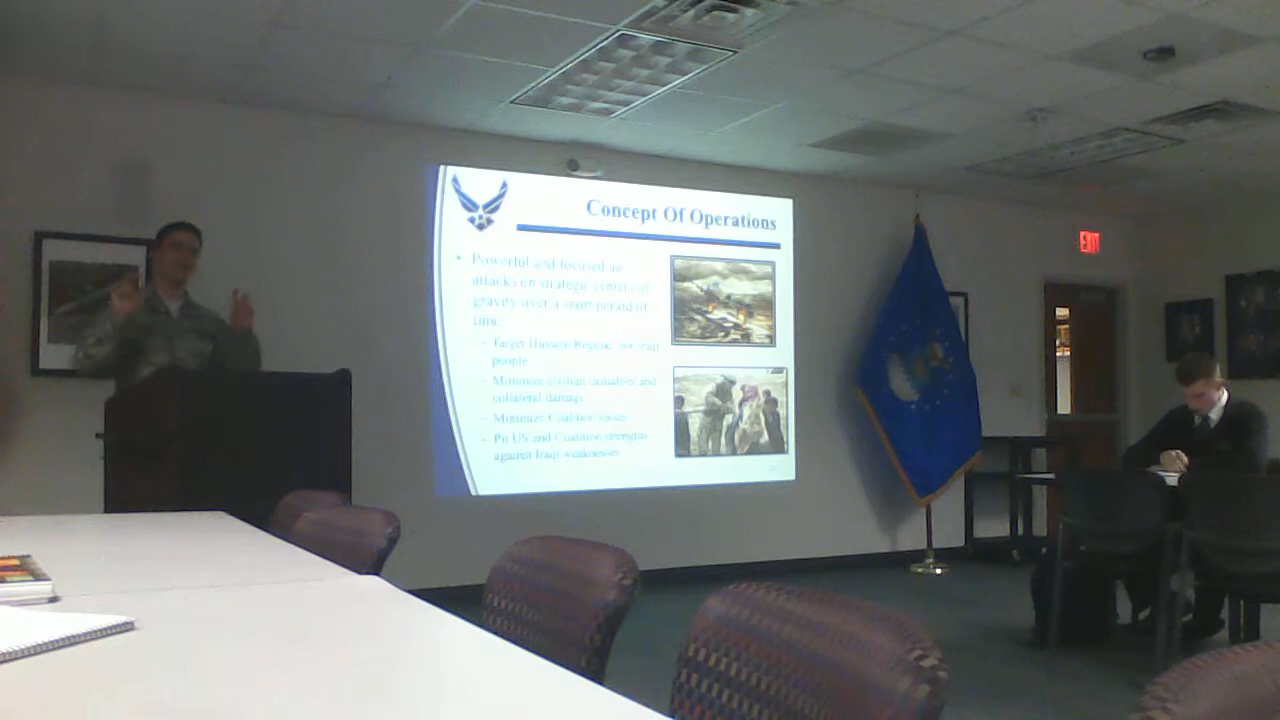 Concept Of Operations
• Powerful and focused air
attacks on strategic centers of
gravity over a short period of
time
– Target Hussein Regime, not Iraqi
people
– Minimize civilian casualties and
collateral damage
– Minimize Coalition losses
– Pit US and Coalition strengths
against Iraqi weaknesses
EXIT